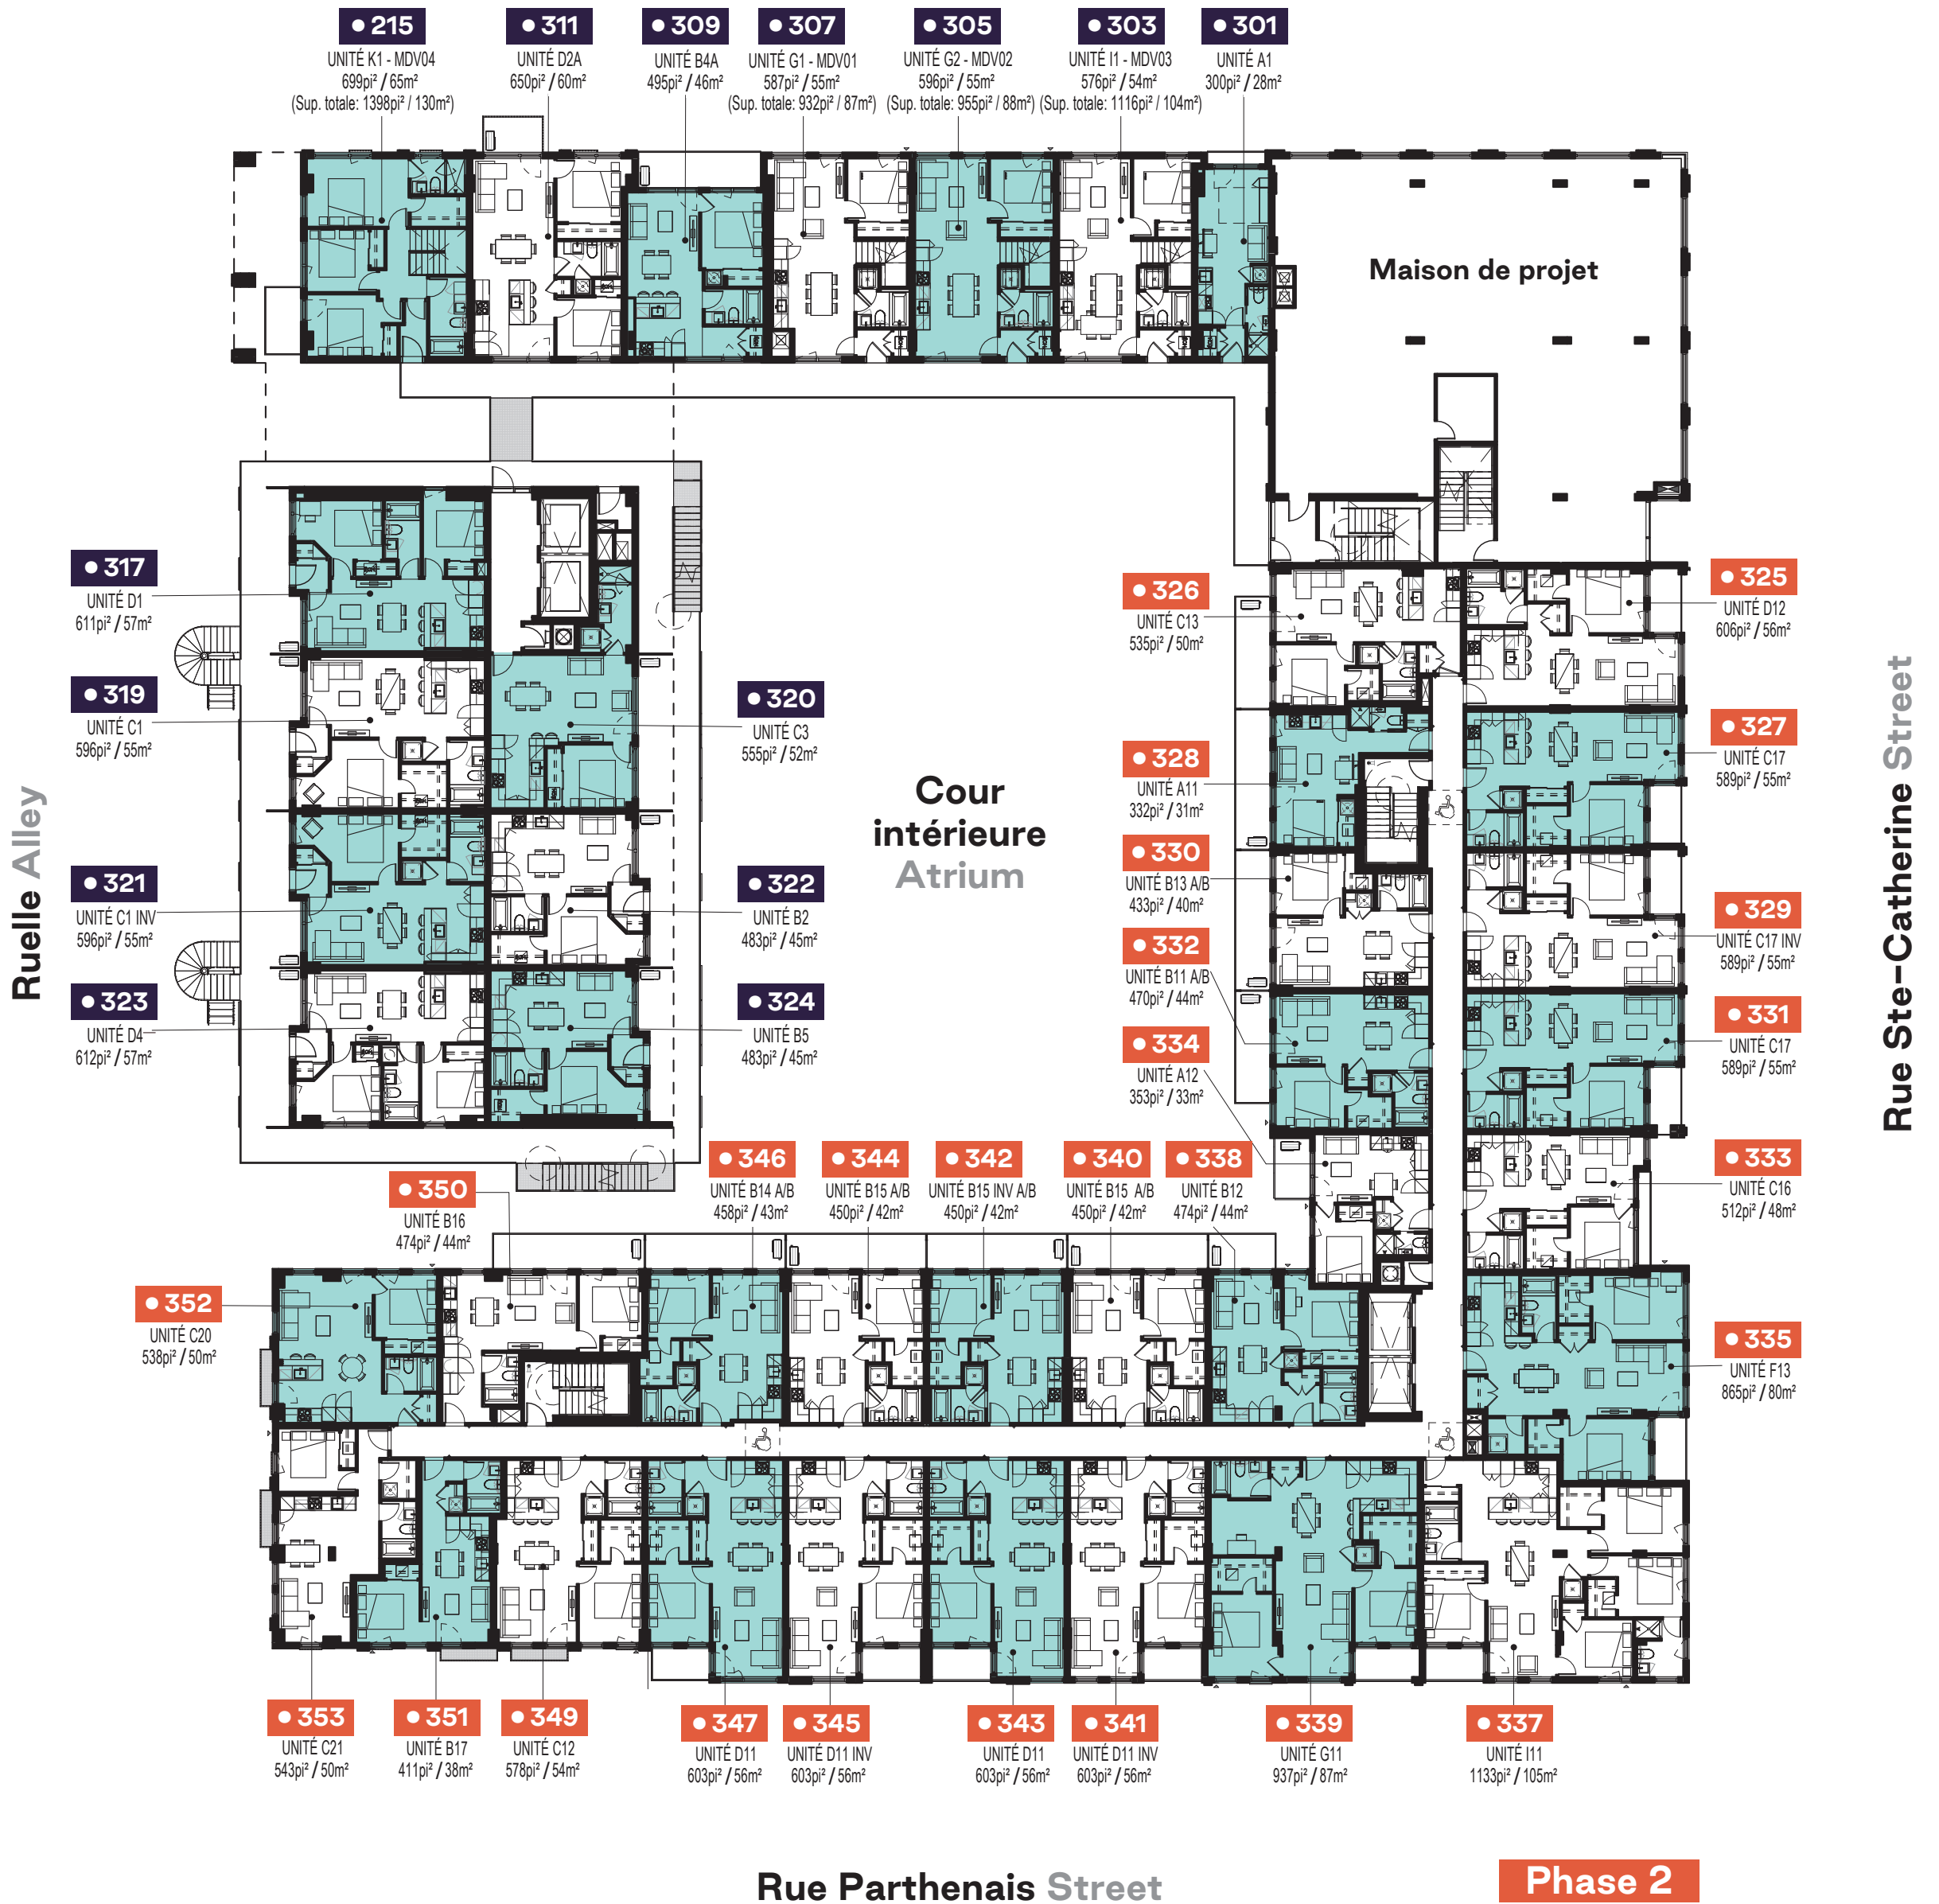 215
UNITÉ K1 - MDV04
699pi² / 65m²
(Sup. totale: 1398pi² / 130m²)
311
UNITÉ D2A
650pi² / 60m²
309
UNITÉ B4A
495pi² / 46m²
307
UNITÉ G1 - MDV01
587pi² / 55m²
(Sup. totale: 932pi² / 87m²)
305
UNITÉ G2 - MDV02
596pi² / 55m²
(Sup. totale: 955pi² / 88m²)
303
UNITÉ I1 - MDV03
576pi² / 54m²
(Sup. totale: 1116pi² / 104m²)
301
UNITÉ A1
300pi² / 28m²
Maison de projet
317
UNITÉ D1
611pi² / 57m²
319
UNITÉ C1
596pi² / 55m²
321
UNITÉ C1 INV
596pi² / 55m²
323
UNITÉ D4
612pi² / 57m²
320
UNITÉ C3
555pi² / 52m²
322
UNITÉ B2
483pi² / 45m²
324
UNITÉ B5
483pi² / 45m²
Ruelle Alley
Cour
intérieure
Atrium
326
UNITÉ C13
535pi² / 50m²
328
UNITÉ A11
332pi² / 31m²
330
UNITÉ B13 A/B
433pi² / 40m²
332
UNITÉ B11 A/B
470pi² / 44m²
334
UNITÉ A12
353pi² / 33m²
325
UNITÉ D12
606pi² / 56m²
327
UNITÉ C17
589pi² / 55m²
329
UNITÉ C17 INV
589pi² / 55m²
331
UNITÉ C17
589pi² / 55m²
333
UNITÉ C16
512pi² / 48m²
335
UNITÉ F13
865pi² / 80m²
Rue Ste-Catherine Street
352
UNITÉ C20
538pi² / 50m²
350
UNITÉ B16
474pi² / 44m²
346
UNITÉ B14 A/B
458pi² / 43m²
344
UNITÉ B15 A/B
450pi² / 42m²
342
UNITÉ B15 INV A/B
450pi² / 42m²
340
UNITÉ B15 A/B
450pi² / 42m²
338
UNITÉ B12
474pi² / 44m²
353
UNITÉ C21
543pi² / 50m²
351
UNITÉ B17
411pi² / 38m²
349
UNITÉ C12
578pi² / 54m²
347
UNITÉ D11
603pi² / 56m²
345
UNITÉ D11 INV
603pi² / 56m²
343
UNITÉ D11
603pi² / 56m²
341
UNITÉ D11 INV
603pi² / 56m²
339
UNITÉ G11
937pi² / 87m²
337
UNITÉ I11
1133pi² / 105m²
Rue Parthenais Street
Phase 2